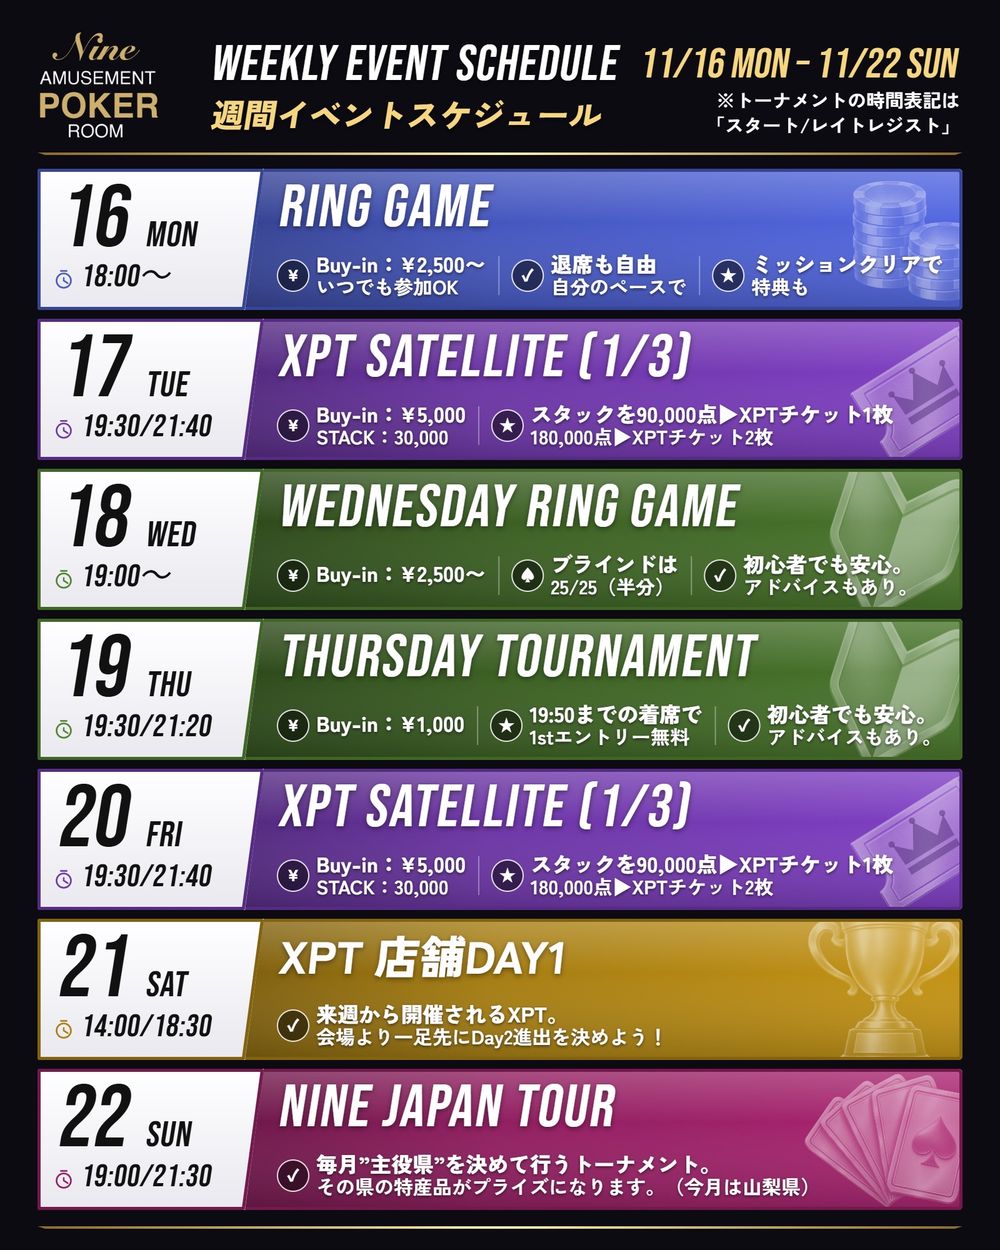 Nine
AMUSEMENT
POKER
ROOM
WEEKLY EVENT SCHEDULE 11/16 MON - 11/22 SUN
週間イベントスケジュール
※トーナメントの時間表記は
「スタート/レイトレジスト」
16 MON
18:00〜
RING GAME
¥ Buy-in：¥2,500〜
いつでも参加OK
✓ 退席も自由
自分のペースで
★ ミッションクリアで
特典も
17 TUE
19:30/21:40
XPT SATELLITE (1/3)
¥ Buy-in：¥5,000
STACK：30,000
★ スタックを90,000点▶XPTチケット1枚
180,000点▶XPTチケット2枚
18 WED
19:00〜
WEDNESDAY RING GAME
¥ Buy-in：¥2,500〜
♠ ブラインドは
25/25（半分）
✓ 初心者でも安心。
アドバイスもあり。
19 THU
19:30/21:20
THURSDAY TOURNAMENT
¥ Buy-in：¥1,000
★ 19:50までの着席で
1stエントリー無料
✓ 初心者でも安心。
アドバイスもあり。
20 FRI
19:30/21:40
XPT SATELLITE (1/3)
¥ Buy-in：¥5,000
STACK：30,000
★ スタックを90,000点▶XPTチケット1枚
180,000点▶XPTチケット2枚
21 SAT
14:00/18:30
XPT 店舗DAY1
✓ 来週から開催されるXPT。
会場より一足先にDay2進出を決めよう！
22 SUN
19:00/21:30
NINE JAPAN TOUR
✓ 毎月”主役県”を決めて行うトーナメント。
その県の特産品がプライズになります。（今月は山梨県）